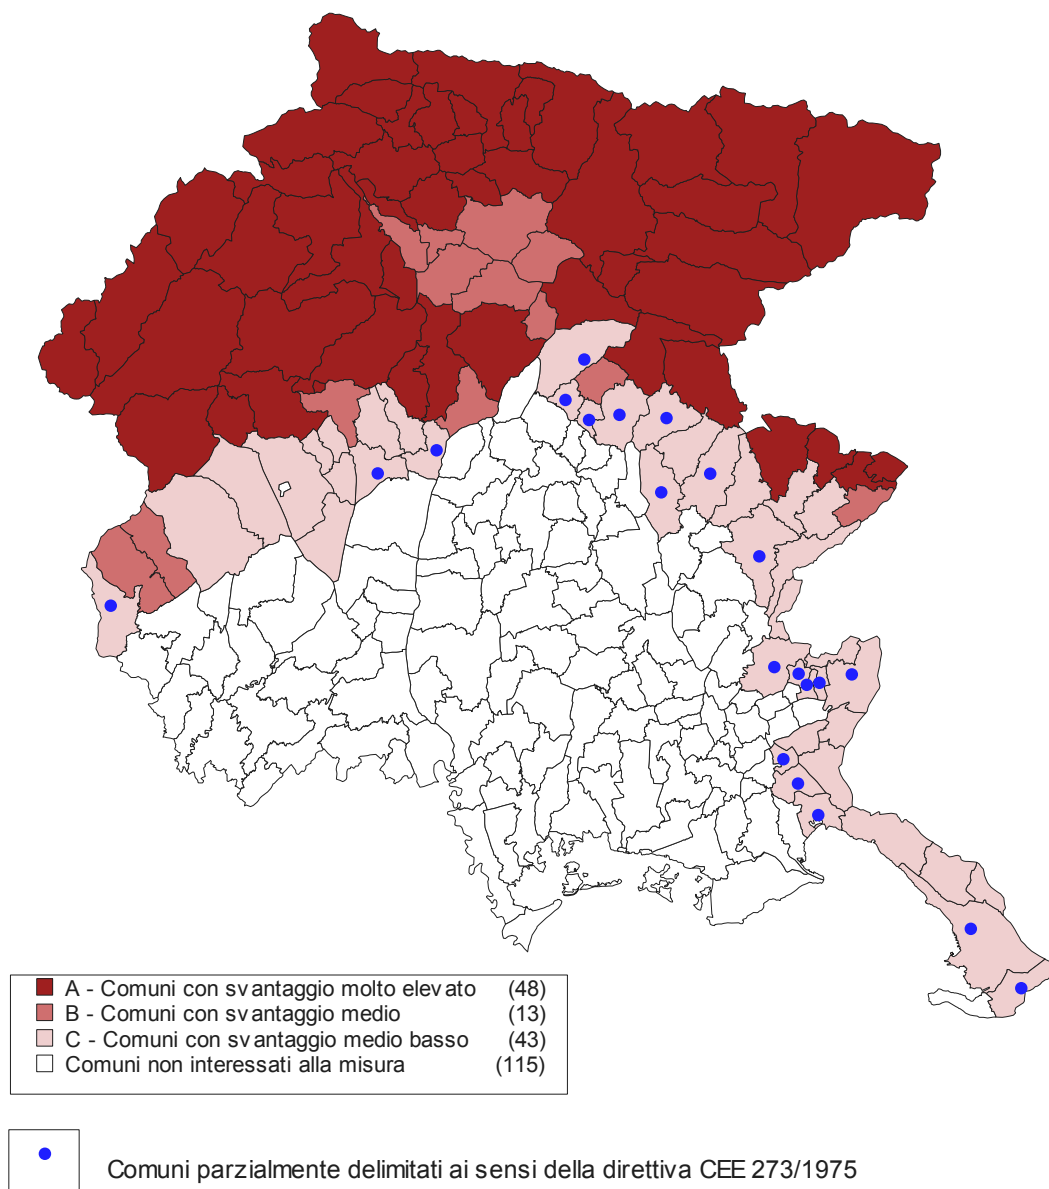 A - Comuni con svantaggio molto elevato (48)
B - Comuni con svantaggio medio (13)
C - Comuni con svantaggio medio basso (43)
Comuni non interessati alla misura (115)
Comuni parzialmente delimitati ai sensi della direttiva CEE 273/1975